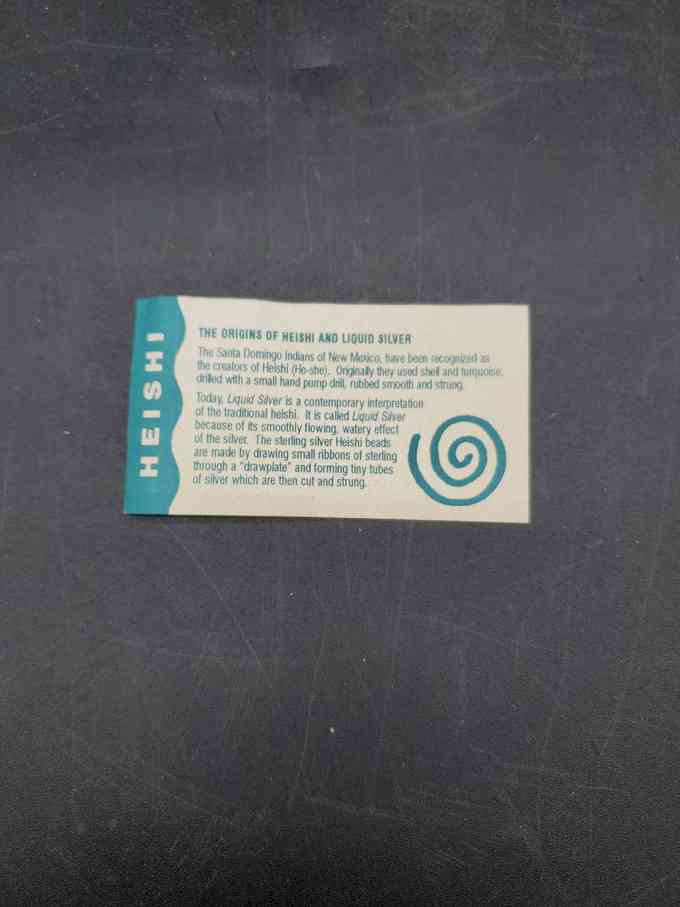 HEISHI
THE ORIGINS OF HEISHI AND LIQUID SILVER
The Santa Domingo Indians of New Mexico, have been recognized as
the creators of Heishi (He-she). Originally they used shell and turquoise,
drilled with a small hand pump drill, rubbed smooth and strung.
Today, Liquid Silver is a contemporary interpretation
of the traditional heishi. It is called Liquid Silver
because of its smoothly flowing, watery effect
of the silver. The sterling silver Heishi beads
are made by drawing small ribbons of sterling
through a "drawplate" and forming tiny tubes
of silver which are then cut and strung.